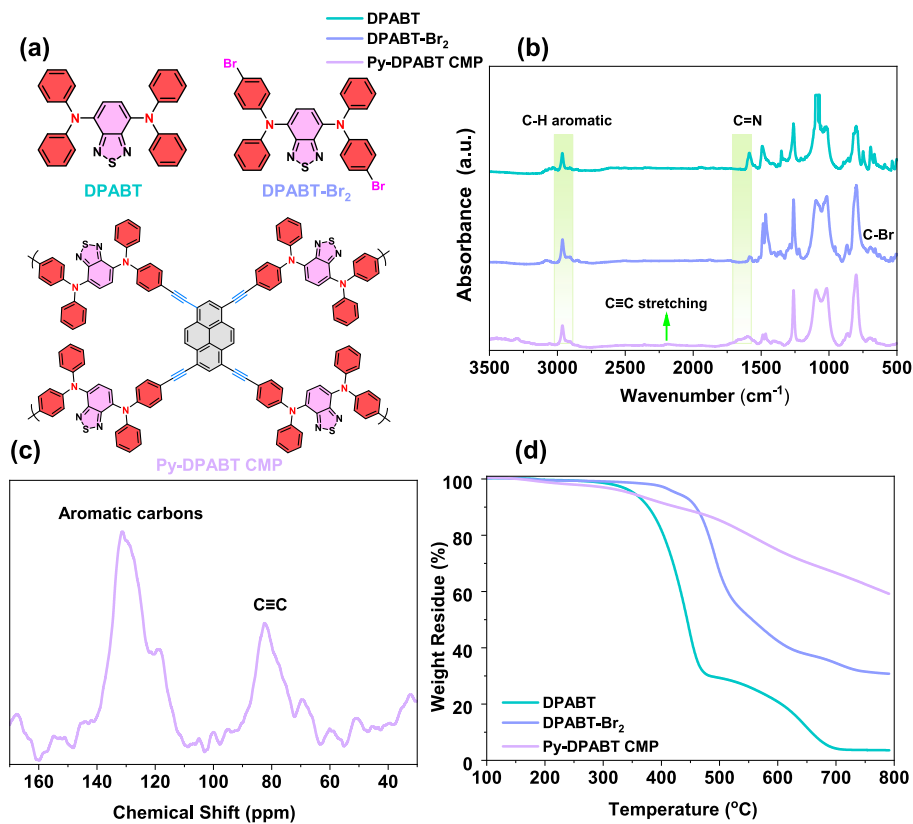 (a)
DPABT
DPABT-Br₂
Py-DPABT CMP
Br
N N
N N
S
DPABT
N N
N N
S
Br
DPABT-Br₂
S
N N
N
N
S
N N
N
N
N
N
N N
S
N
N
N N
S
Py-DPABT CMP
(b)
C-H aromatic
C=N
C-Br
C≡C stretching
Absorbance (a.u.)
3500 3000 2500 2000 1500 1000 500
Wavenumber (cm⁻¹)
(c)
Aromatic carbons
C≡C
160 140 120 100 80 60 40
Chemical Shift (ppm)
(d)
Weight Residue (%)
100
80
60
40
20
0
DPABT
DPABT-Br₂
Py-DPABT CMP
100 200 300 400 500 600 700 800
Temperature (°C)